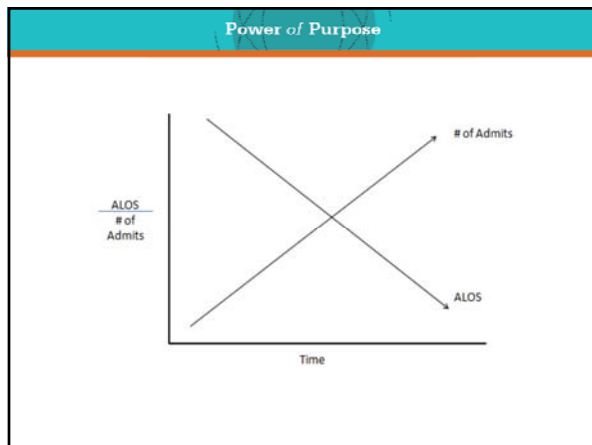 Power of Purpose
# of Admits
ALOS
# of
Admits
ALOS
Time